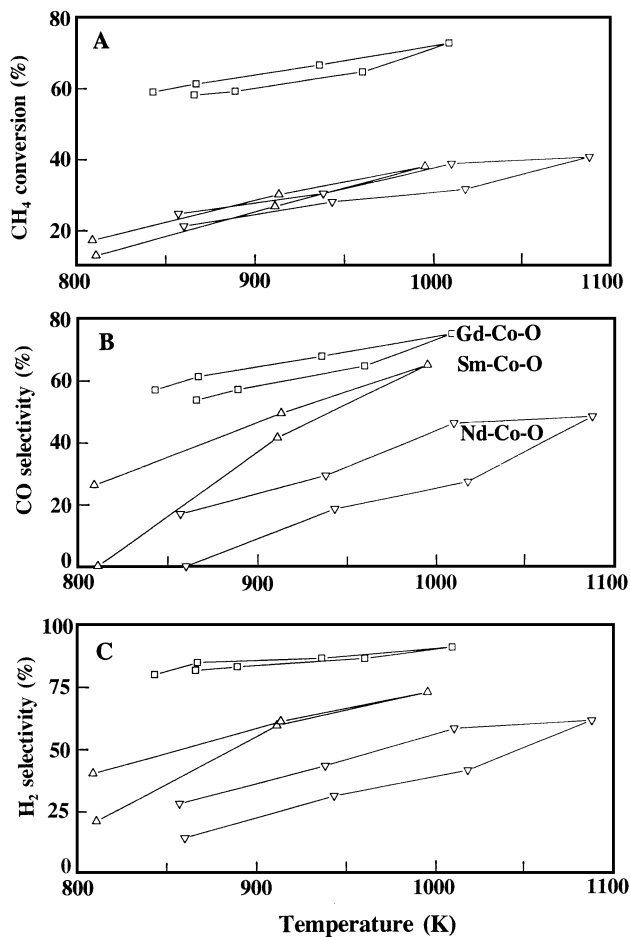 80
A
60
40
20
CH4 conversion (%)
800 900 1000 1100
80
B
Gd-Co-O
60
Sm-Co-O
40
Nd-Co-O
20
0
CO selectivity (%)
800 900 1000 1100
100
C
75
50
25
0
H2 selectivity (%)
800 900 1000 1100
Temperature (K)